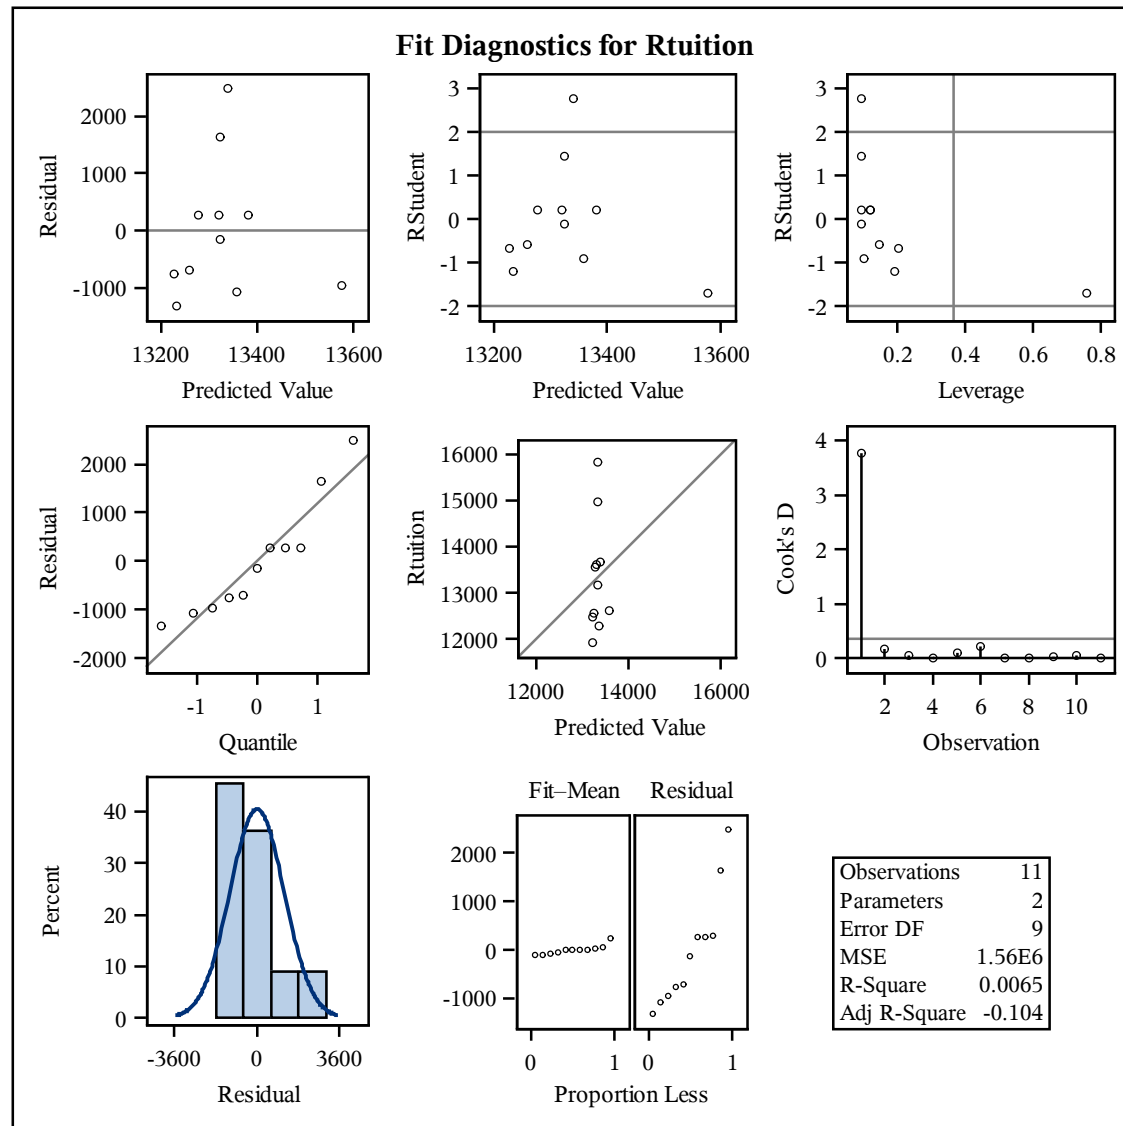 Fit Diagnostics for Rtuition
2000
1000
0
-1000
Residual
13200 13400 13600
Predicted Value
3
2
1
0
-1
-2
RStudent
13200 13400 13600
Predicted Value
3
2
1
0
-1
-2
RStudent
0.2 0.4 0.6 0.8
Leverage
2000
1000
0
-1000
-2000
Residual
-1 0 1
Quantile
16000
15000
14000
13000
12000
Rtuition
12000 14000 16000
Predicted Value
4
3
2
1
0
Cook's D
2 4 6 8 10
Observation
40
30
20
10
0
Percent
-3600 0 3600
Residual
Fit–Mean Residual
2000
1000
0
-1000
0 1 0 1
Proportion Less
Observations 11
Parameters 2
Error DF 9
MSE 1.56E6
R-Square 0.0065
Adj R-Square -0.104